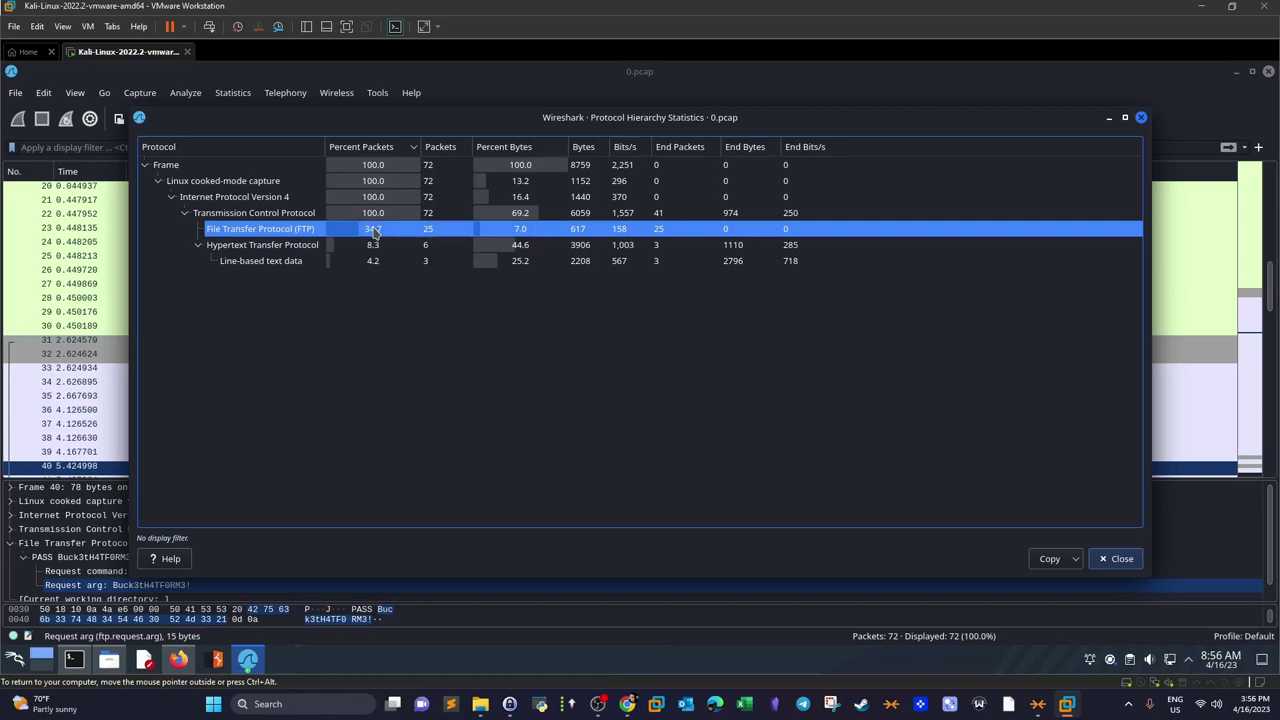 Kali-Linux-2022.2-vmware-amd64 - VMware Workstation
File Edit View VM Tabs Help
Home Kali-Linux-2022.2-vmwar...
0.pcap
File Edit View Go Capture Analyze Statistics Telephony Wireless Tools Help
Wireshark · Protocol Hierarchy Statistics · 0.pcap
Apply a display filter ... <Ct
Protocol Percent Packets Packets Percent Bytes Bytes Bits/s End Packets End Bytes End Bits/s
Frame 100.0 72 100.0 8759 2,251 0 0 0
Linux cooked-mode capture 100.0 72 13.2 1152 296 0 0 0
Internet Protocol Version 4 100.0 72 16.4 1440 370 0 0 0
Transmission Control Protocol 100.0 72 69.2 6059 1,557 41 974 250
File Transfer Protocol (FTP) 34.7 25 7.0 617 158 25 0 0
Hypertext Transfer Protocol 8.3 6 44.6 3906 1,003 3 1110 285
Line-based text data 4.2 3 25.2 2208 567 3 2796 718
No. Time
20 0.044937
21 0.447917
22 0.447952
23 0.448135
24 0.448205
25 0.449116
26 0.449160
27 0.449869
28 0.450003
29 0.450176
30 0.450189
31 2.624570
32 2.624624
33 2.624934
34 2.626895
35 2.667693
36 4.126500
37 4.126526
38 4.126630
39 4.167701
40 5.424998
No display filter.
Help Copy Close
Frame 40: 78 bytes on
Linux cooked capture
Internet Protocol Ver
Transmission Control
File Transfer Protoco
PASS Buck3tH4TF0RM3!
Request command:
Request arg: Buck3tH4TF0RM3!
[Current working directory: ]
0030 50 18 10 0a 4a e6 00 00 50 41 53 53 20 42 75 63 P···J··· PASS Buc
0040 6b 33 74 48 34 54 46 30 52 4d 33 21 0d 0a k3tH4TF0 RM3!··
Request arg (ftp.request.arg), 15 bytes Packets: 72 · Displayed: 72 (100.0%) Profile: Default
8:56 AM
4/16/23
To return to your computer, move the mouse pointer outside or press Ctrl+Alt.
70°F
Partly sunny
Search
ENG
US
3:56 PM
4/16/2023